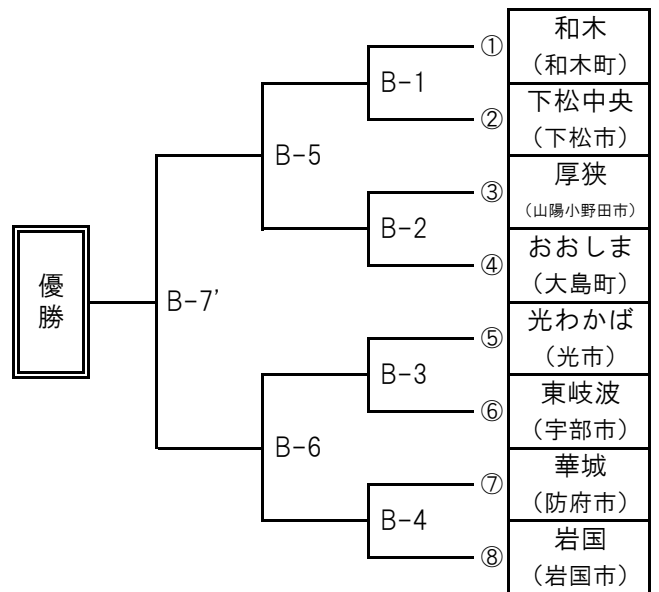 ①
和木
(和木町)
B-1
②
下松中央
(下松市)
B-5
③
厚狭
(山陽小野田市)
B-2
④
おおしま
(大島町)
優勝
B-7'
⑤
光わかば
(光市)
B-3
⑥
東岐波
(宇部市)
B-6
⑦
華城
(防府市)
B-4
⑧
岩国
(岩国市)